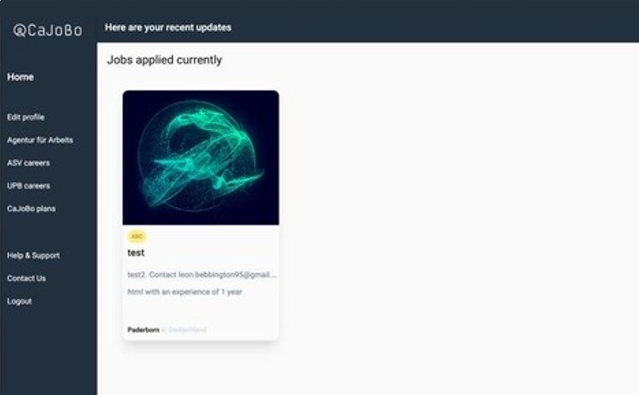 CaJoBo
Here are your recent updates
Home
Edit profile
Agentur für Arbeits
ASV careers
UPB careers
CaJoBo plans
Help & Support
Contact Us
Logout
Jobs applied currently
ABC
test
test2. Contact leon.bebbington95@gmail....
html with an experience of 1 year
Paderborn in Deutschland